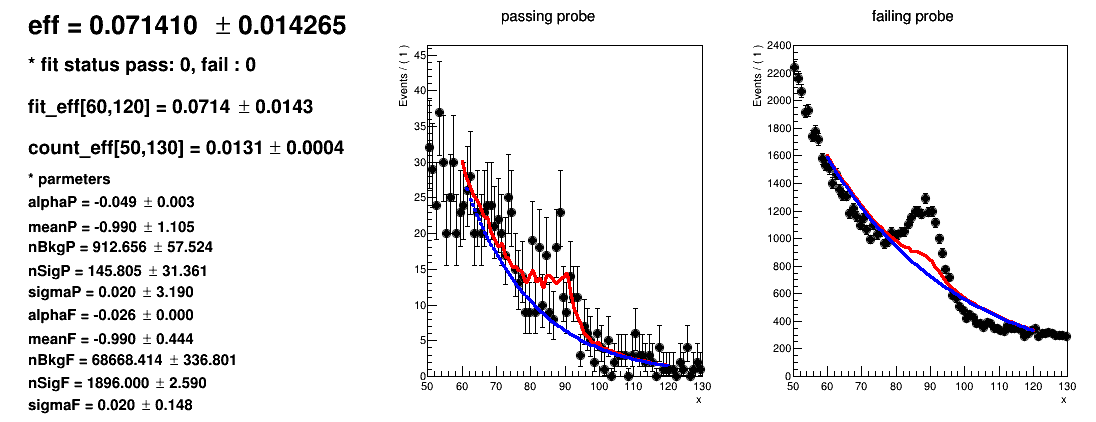 eff = 0.071410 ± 0.014265
* fit status pass: 0, fail : 0
fit_eff[60,120] = 0.0714 ± 0.0143
count_eff[50,130] = 0.0131 ± 0.0004
* parmeters
alphaP = -0.049 ± 0.003
meanP = -0.990 ± 1.105
nBkgP = 912.656 ± 57.524
nSigP = 145.805 ± 31.361
sigmaP = 0.020 ± 3.190
alphaF = -0.026 ± 0.000
meanF = -0.990 ± 0.444
nBkgF = 68668.414 ± 336.801
nSigF = 1896.000 ± 2.590
sigmaF = 0.020 ± 0.148
passing probe
Events / ( 1 )
45
40
35
30
25
20
15
10
5
0
50 60 70 80 90 100 110 120 130
x
failing probe
Events / ( 1 )
2400
2200
2000
1800
1600
1400
1200
1000
800
600
400
200
0
50 60 70 80 90 100 110 120 130
x